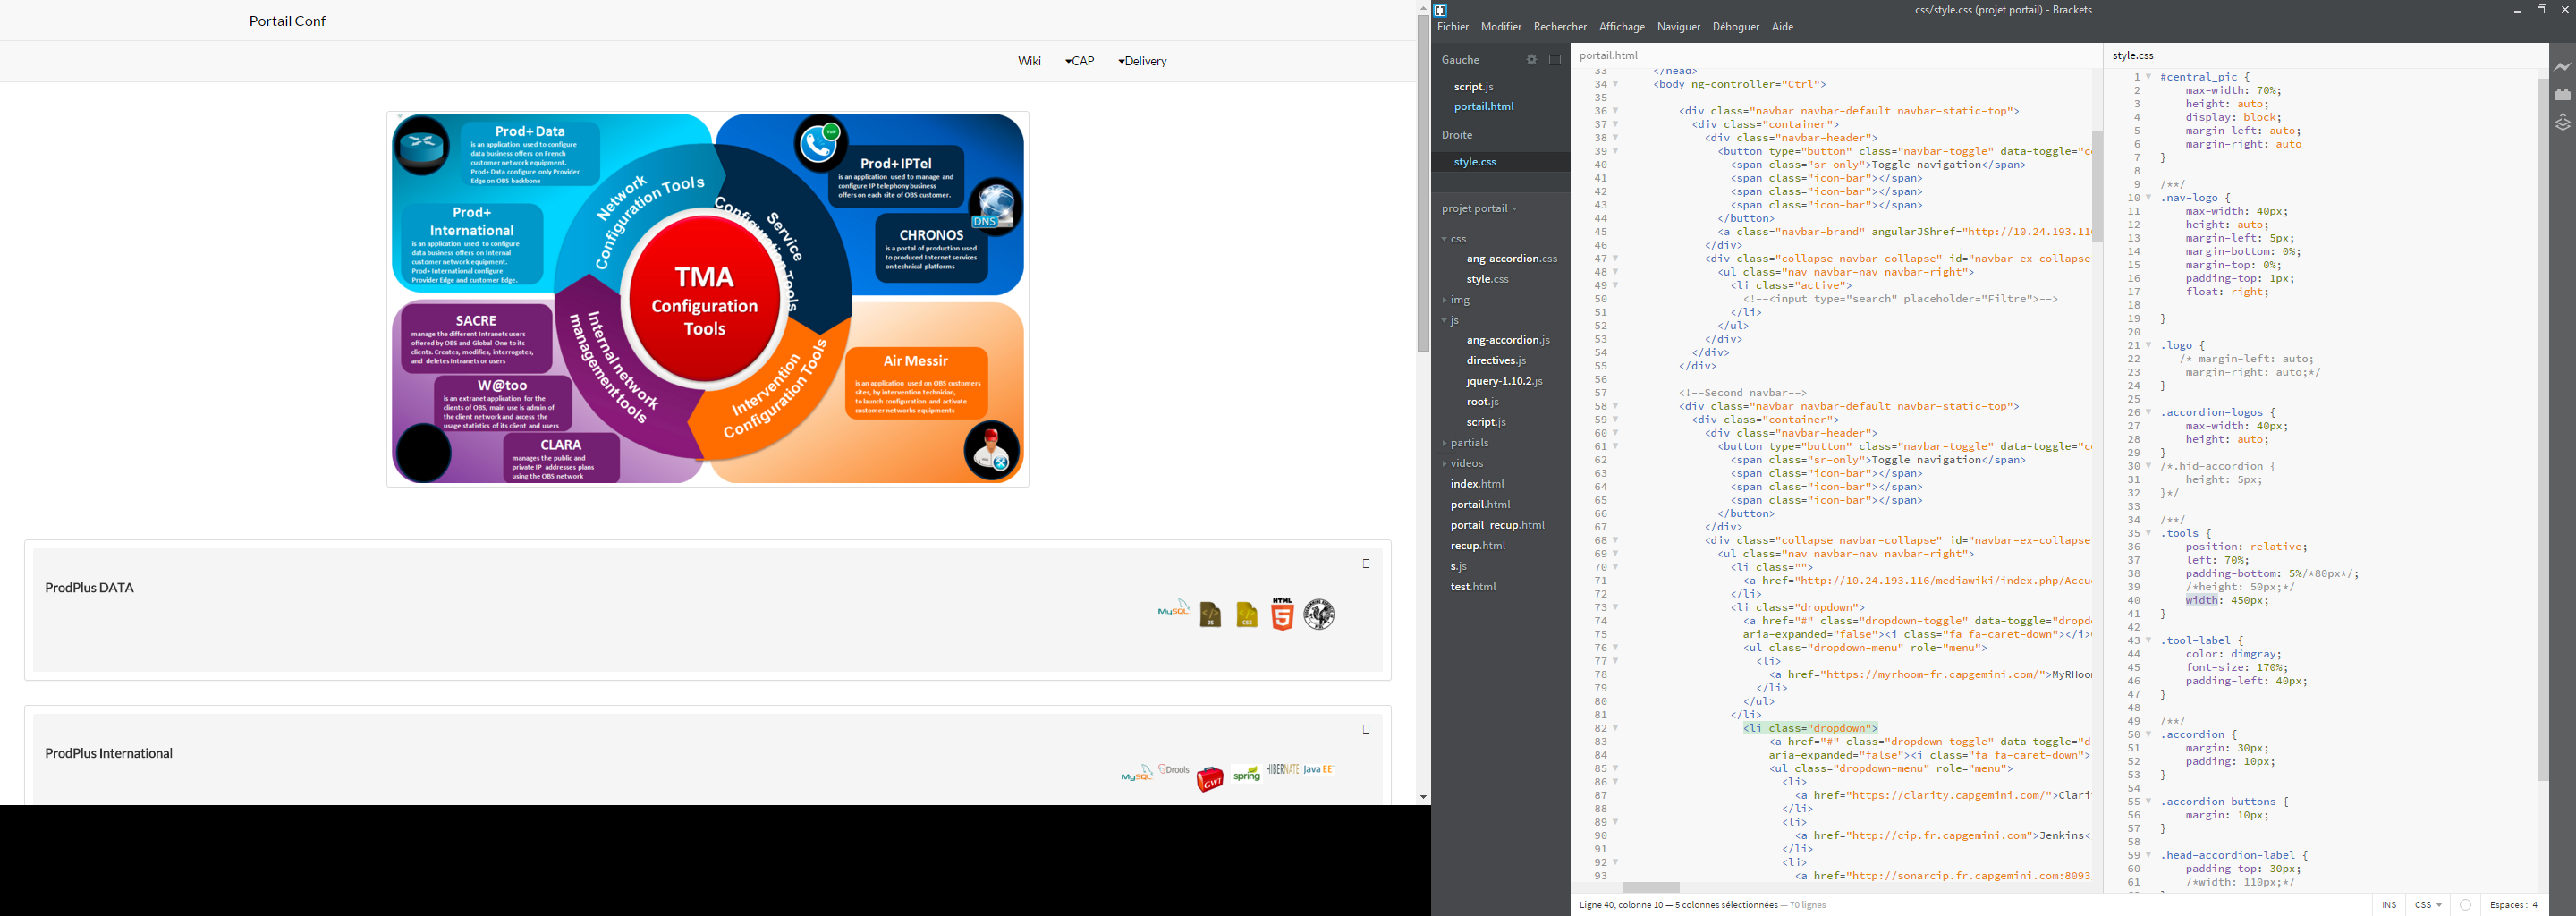 Portail Conf
Wiki
CAP
Delivery
Prod+ Data
is an application used to configure
data business offers on French
customer network equipment.
Prod+ Data configure only Provider
Edge on OBS backbone
Prod+
International
is an application used to configure
data business offers on Internal
customer network equipment.
Prod+ International configure
Provider Edge and customer Edge.
Network
Configuration Tools
Service
Configuration Tools
Prod+ IPTel
is an application used to manage and
configure IP telephony business
offers on each site of OBS customer.
DNS
CHRONOS
is a portal of production used
to produced Internet services
on technical platforms
TMA
Configuration
Tools
SACRE
manage the different Intranets users
offered by OBS and Global One to its
clients. Creates, modifies, interrogates,
and deletes Intranets or users
W@too
is an extranet application for the
clients of OBS, main use is admin of
the client network and access the
usage statistics of its client and users
CLARA
manages the public and
private IP addresses plans
using the OBS network
Internal network
management tools
Intervention
Configuration Tools
Air Messir
is an application used on OBS customers
sites, by intervention technician,
to launch configuration and activate
customer networks equipments
ProdPlus DATA
MySQL
JS
CSS
HTML
5
ProdPlus International
MySQL
Drools
GWT
spring
HIBERNATE
Java EE
css/style.css (projet portail) - Brackets
Fichier Modifier Rechercher Affichage Naviguer Déboguer Aide
Gauche
script.js
portail.html
Droite
style.css
projet portail
css
ang-accordion.css
style.css
img
js
ang-accordion.js
directives.js
jquery-1.10.2.js
root.js
script.js
partials
videos
index.html
portail.html
portail_recup.html
recup.html
s.js
test.html
portail.html
33 </head>
34 <body ng-controller="Ctrl">
35
36 <div class="navbar navbar-default navbar-static-top">
37 <div class="container">
38 <div class="navbar-header">
39 <button type="button" class="navbar-toggle" data-toggle="c
40 <span class="sr-only">Toggle navigation</span>
41 <span class="icon-bar"></span>
42 <span class="icon-bar"></span>
43 <span class="icon-bar"></span>
44 </button>
45 <a class="navbar-brand" angularJShref="http://10.24.193.11
46 </div>
47 <div class="collapse navbar-collapse" id="navbar-ex-collapse
48 <ul class="nav navbar-nav navbar-right">
49 <li class="active">
50 <!--<input type="search" placeholder="Filtre">-->
51 </li>
52 </ul>
53 </div>
54 </div>
55 </div>
56
57 <!--Second navbar-->
58 <div class="navbar navbar-default navbar-static-top">
59 <div class="container">
60 <div class="navbar-header">
61 <button type="button" class="navbar-toggle" data-toggle="c
62 <span class="sr-only">Toggle navigation</span>
63 <span class="icon-bar"></span>
64 <span class="icon-bar"></span>
65 <span class="icon-bar"></span>
66 </button>
67 </div>
68 <div class="collapse navbar-collapse" id="navbar-ex-collapse
69 <ul class="nav navbar-nav navbar-right">
70 <li class="">
71 <a href="http://10.24.193.116/mediawiki/index.php/Accu
72 </li>
73 <li class="dropdown">
74 <a href="#" class="dropdown-toggle" data-toggle="dropd
75 aria-expanded="false"><i class="fa fa-caret-down"></i>
76 <ul class="dropdown-menu" role="menu">
77 <li>
78 <a href="https://myrhoom-fr.capgemini.com/">MyRHoo
79 </li>
80 </ul>
81 </li>
82 <li class="dropdown">
83 <a href="#" class="dropdown-toggle" data-toggle="d
84 aria-expanded="false"><i class="fa fa-caret-down">
85 <ul class="dropdown-menu" role="menu">
86 <li>
87 <a href="https://clarity.capgemini.com/">Clari
88 </li>
89 <li>
90 <a href="http://cip.fr.capgemini.com">Jenkins<
91 </li>
92 <li>
93 <a href="http://sonarcip.fr.capgemini.com:8093
style.css
1 #central_pic {
2 max-width: 70%;
3 height: auto;
4 display: block;
5 margin-left: auto;
6 margin-right: auto
7 }
8
9 /**/
10 .nav-logo {
11 max-width: 40px;
12 height: auto;
13 margin-left: 5px;
14 margin-bottom: 0%;
15 margin-top: 0%;
16 padding-top: 1px;
17 float: right;
18
19 }
20
21 .logo {
22 /* margin-left: auto;
23 margin-right: auto;*/
24 }
25
26 .accordion-logos {
27 max-width: 40px;
28 height: auto;
29 }
30 /*.hid-accordion {
31 height: 5px;
32 }*/
33
34 /**/
35 .tools {
36 position: relative;
37 left: 70%;
38 padding-bottom: 5%/*80px*/;
39 /*height: 50px;*/
40 width: 450px;
41 }
42
43 .tool-label {
44 color: dimgray;
45 font-size: 170%;
46 padding-left: 40px;
47 }
48
49 /**/
50 .accordion {
51 margin: 30px;
52 padding: 10px;
53 }
54
55 .accordion-buttons {
56 margin: 10px;
57 }
58
59 .head-accordion-label {
60 padding-top: 30px;
61 /*width: 110px;*/
Ligne 40, colonne 10 — 5 colonnes sélectionnées — 70 lignes
INS CSS Espaces : 4